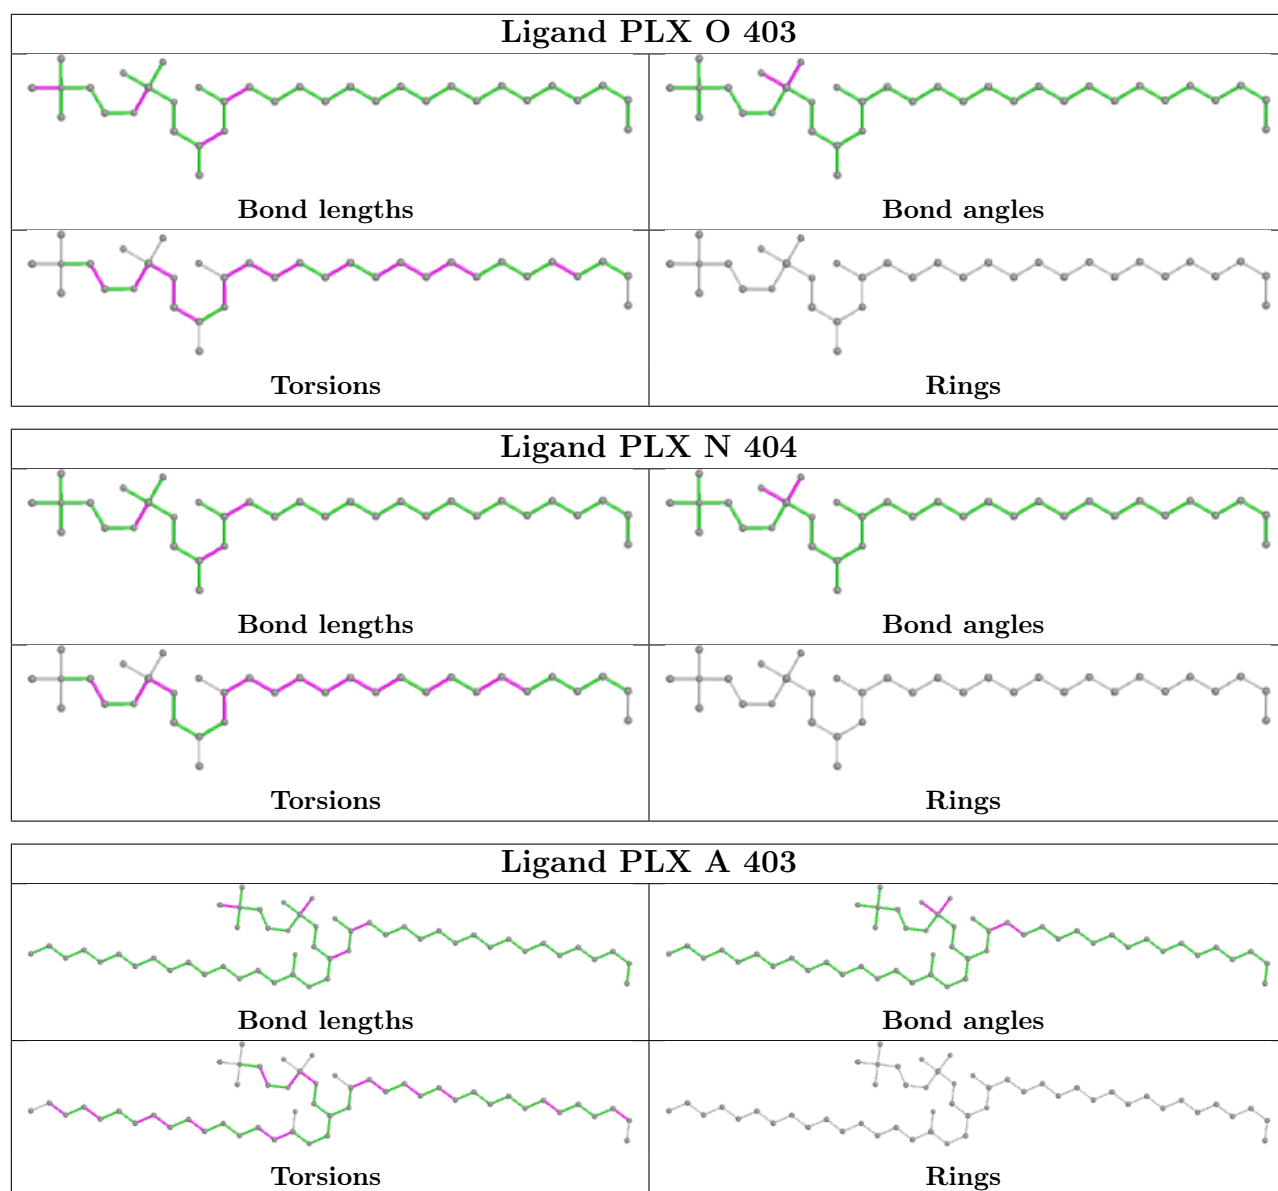 Ligand PLX O 403
Bond lengths
Bond angles
Torsions
Rings
Ligand PLX N 404
Bond lengths
Bond angles
Torsions
Rings
Ligand PLX A 403
Bond lengths
Bond angles
Torsions
Rings